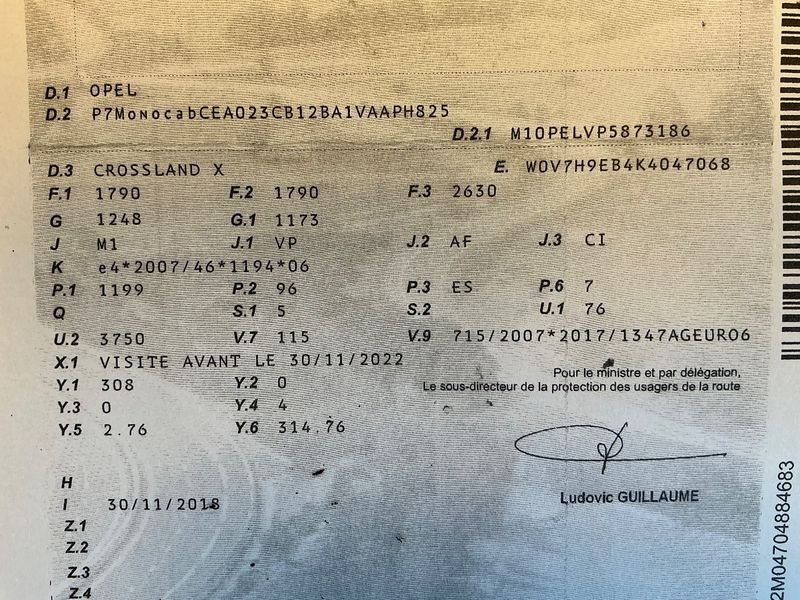 D.1 OPEL
D.2 P7MonocabCEA023CB12BA1VAAPH825
D.2.1 M10PELVP5873186
D.3 CROSSLAND X E. W0V7H9EB4K4047068
F.1 1790 F.2 1790 F.3 2630
G 1248 G.1 1173
J M1 J.1 VP J.2 AF J.3 CI
K e4*2007/46*1194*06
P.1 1199 P.2 96 P.3 ES P.6 7
Q S.1 5 S.2 U.1 76
U.2 3750 V.7 115 V.9 715/2007*2017/1347AGEURO6
X.1 VISITE AVANT LE 30/11/2022
Pour le ministre et par délégation,
Y.1 308 Y.2 0 Le sous-directeur de la protection des usagers de la route
Y.3 0 Y.4 4
Y.5 2.76 Y.6 314.76
H
I 30/11/2018
Ludovic GUILLAUME
Z.1
Z.2
Z.3
Z.4
2M04704884683